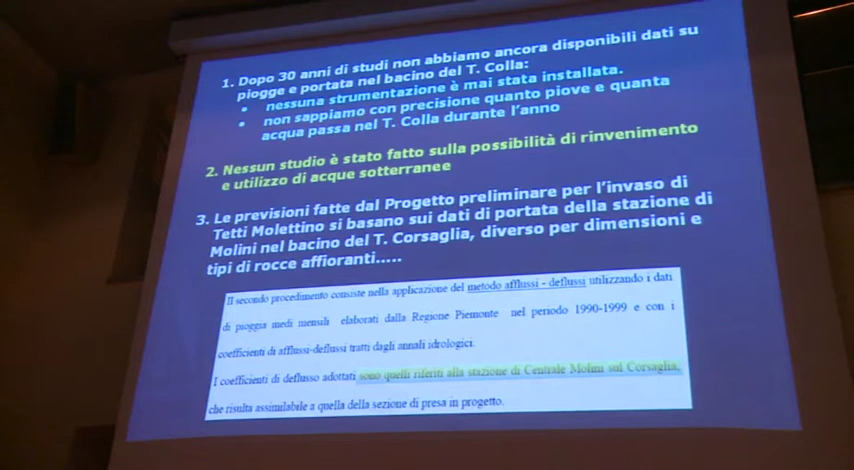 1. Dopo 30 anni di studi non abbiamo ancora disponibili dati su
piogge e portata nel bacino del T. Colla:
• nessuna strumentazione è mai stata installata.
• non sappiamo con precisione quanto piove e quanta
acqua passa nel T. Colla durante l'anno
2. Nessun studio è stato fatto sulla possibilità di rinvenimento
e utilizzo di acque sotterranee
3. Le previsioni fatte dal Progetto preliminare per l'invaso di
Tetti Molettino si basano sui dati di portata della stazione di
Molini nel bacino del T. Corsaglia, diverso per dimensioni e
tipi di rocce affioranti.....
Il secondo procedimento consiste nella applicazione del metodo afflussi - deflussi utilizzando i dati
di pioggia medi mensili elaborati dalla Regione Piemonte nel periodo 1990-1999 e con i
coefficienti di afflussi-deflussi tratti dagli annali idrologici.
I coefficienti di deflusso adottati sono quelli riferiti alla stazione di Centrale Molini sul Corsaglia,
che risulta assimilabile a quella della sezione di presa in progetto.